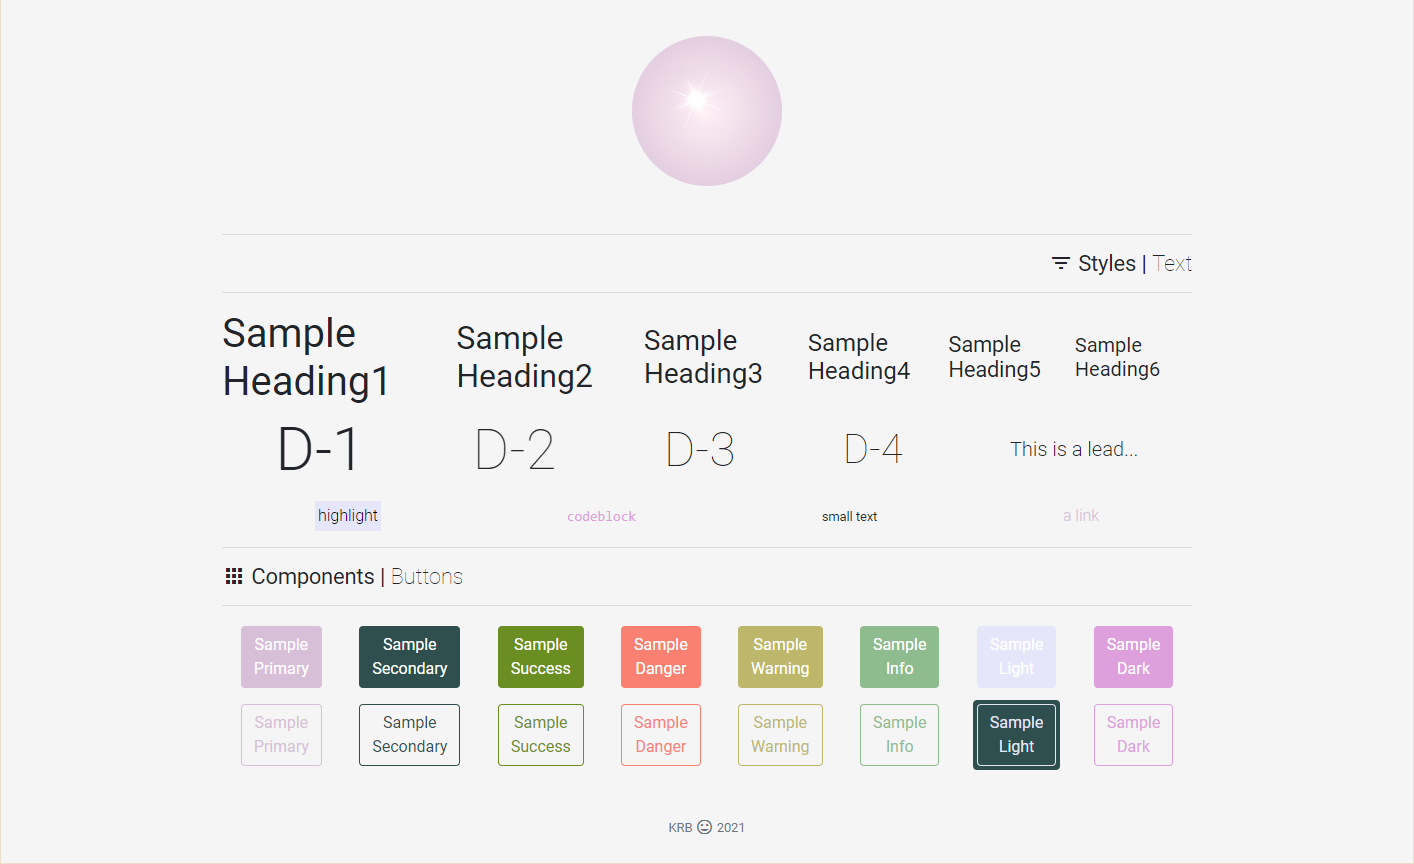 Styles | Text
Sample Heading1
Sample Heading2
Sample Heading3
Sample Heading4
Sample Heading5
Sample Heading6
D-1
D-2
D-3
D-4
This is a lead...
highlight
codeblock
small text
a link
Components | Buttons
Sample Primary
Sample Secondary
Sample Success
Sample Danger
Sample Warning
Sample Info
Sample Light
Sample Dark
Sample Primary
Sample Secondary
Sample Success
Sample Danger
Sample Warning
Sample Info
Sample Light
Sample Dark
KRB 2021